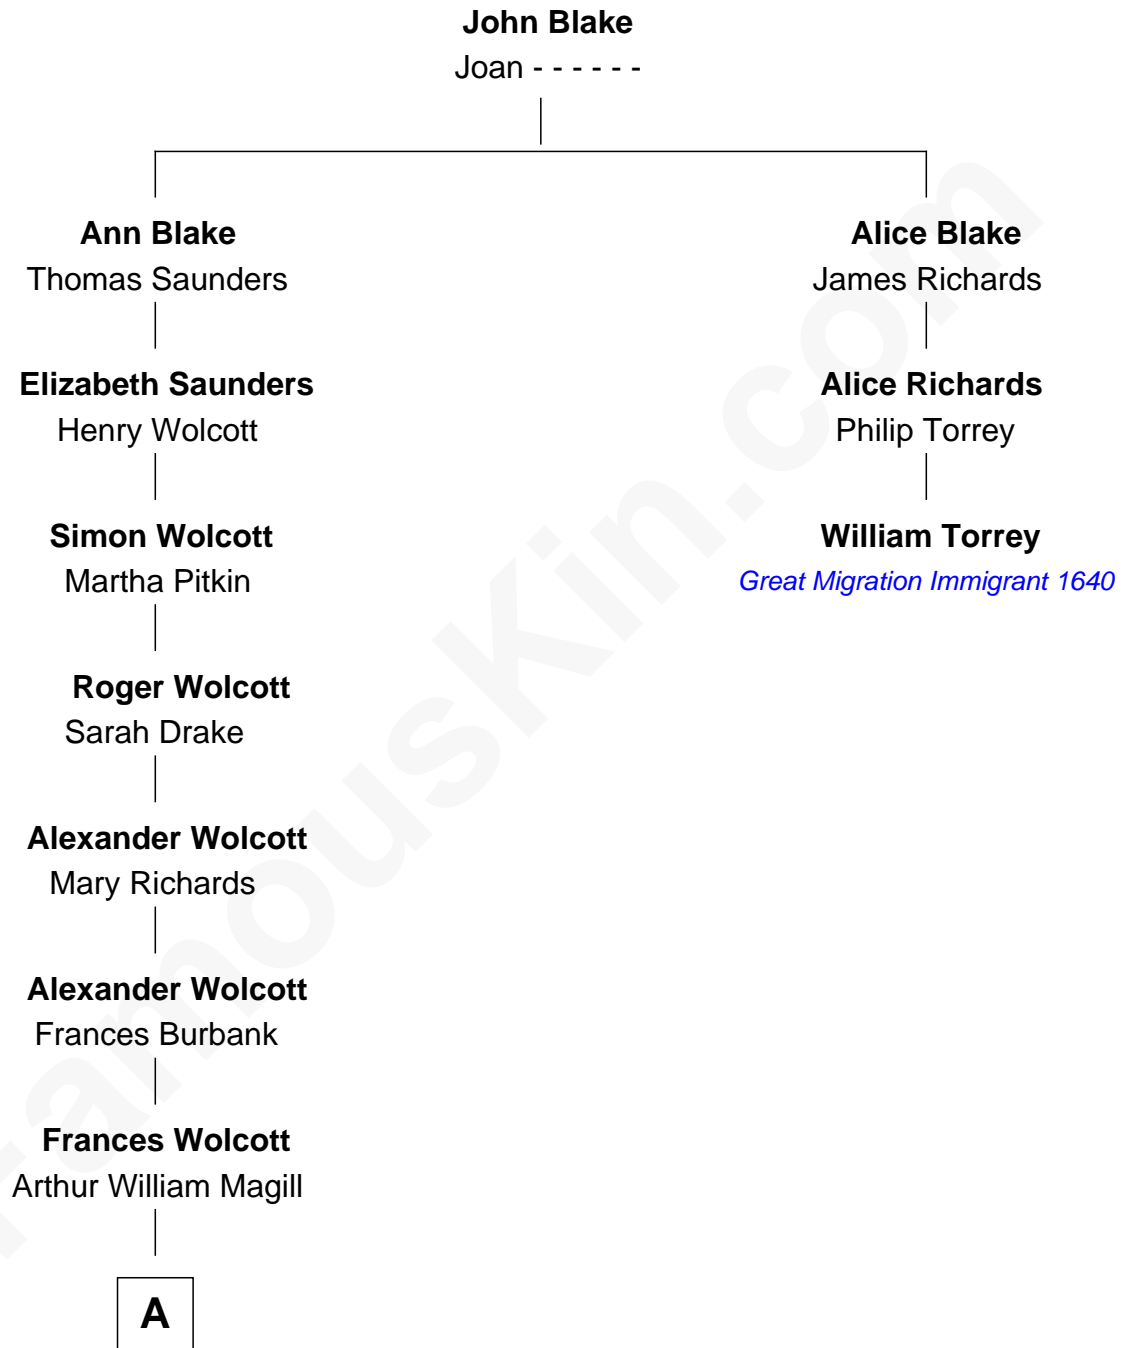 John Blake
Joan - - - - - -
Ann Blake
Thomas Saunders
Alice Blake
James Richards
Elizabeth Saunders
Henry Wolcott
Alice Richards
Philip Torrey
Simon Wolcott
Martha Pitkin
William Torrey
Great Migration Immigrant 1640
Roger Wolcott
Sarah Drake
Alexander Wolcott
Mary Richards
Alexander Wolcott
Frances Burbank
Frances Wolcott
Arthur William Magill
A
FamousKin.com